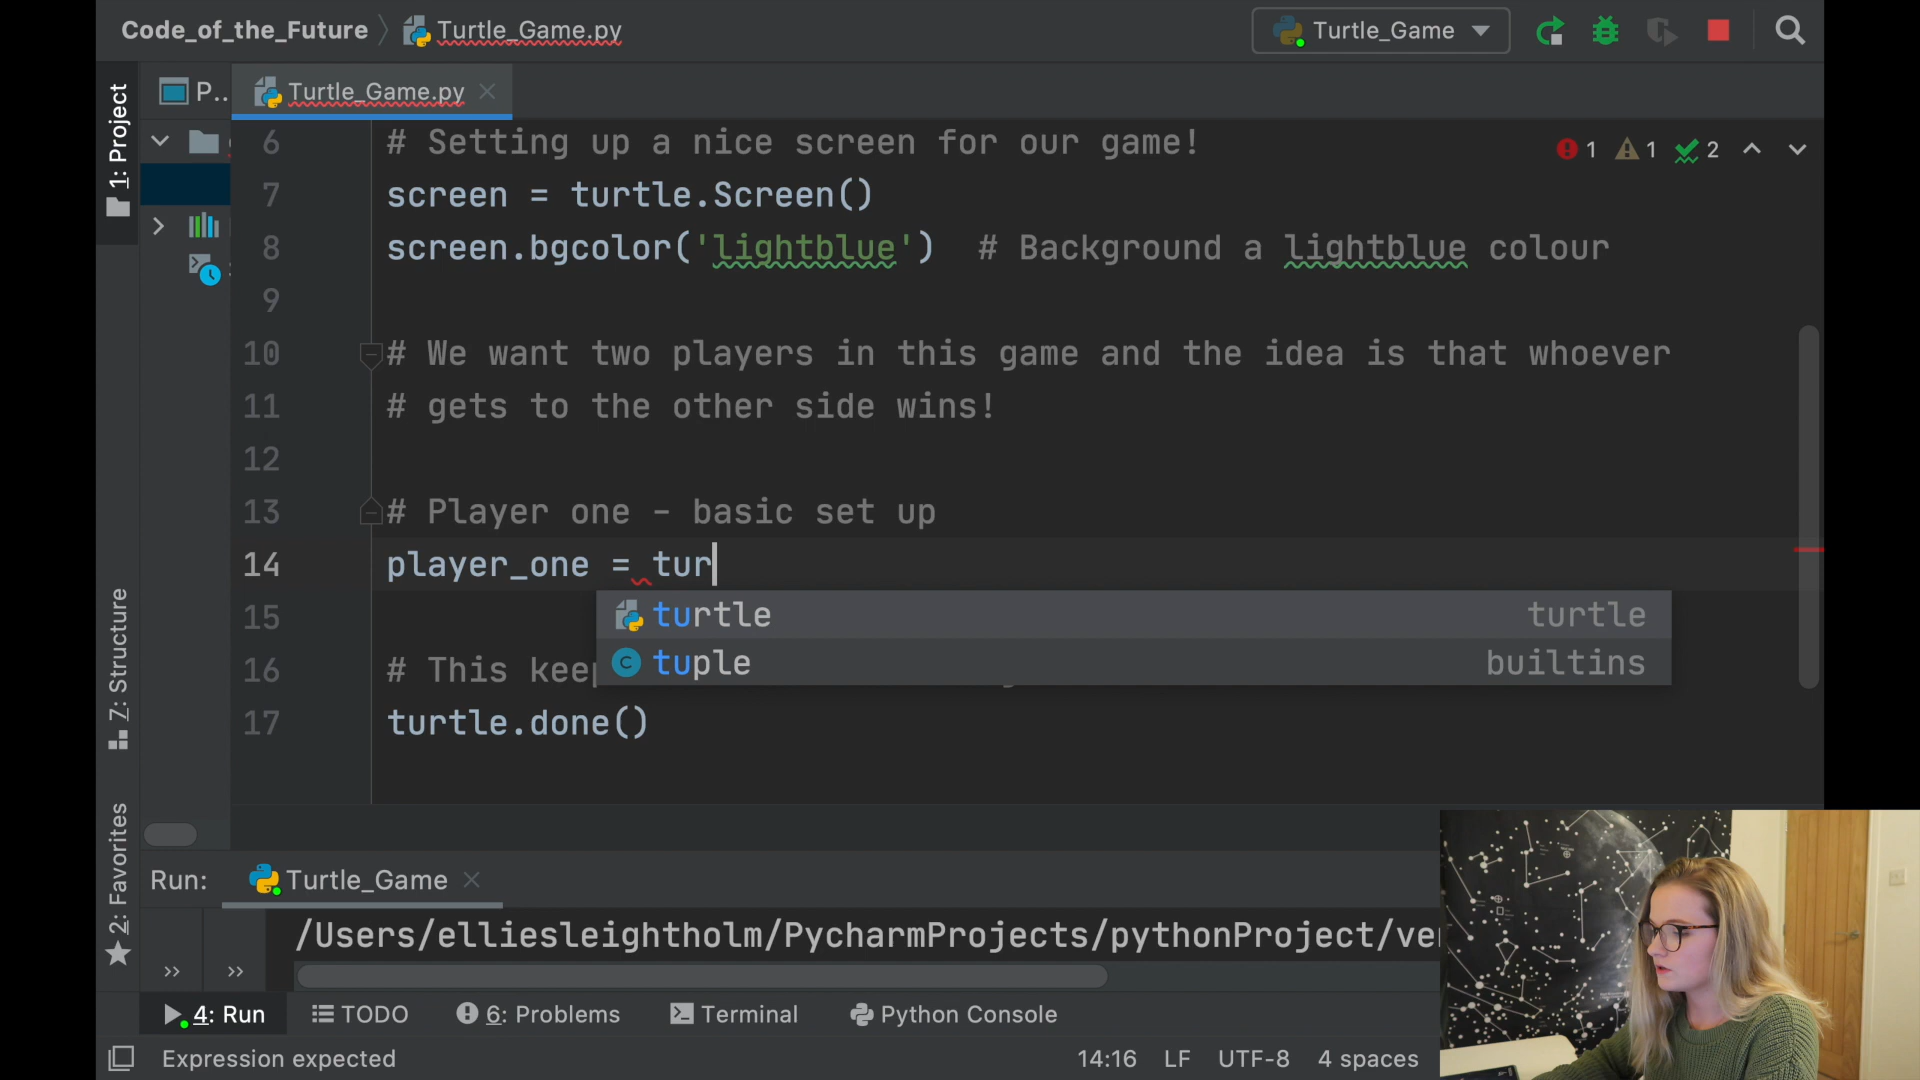 Code_of_the_Future
Turtle_Game.py
Turtle_Game
1: Project
P..
Turtle_Game.py
6 # Setting up a nice screen for our game!
1 1 2
7 screen = turtle.Screen()
8 screen.bgcolor('lightblue') # Background a lightblue colour
9
10 # We want two players in this game and the idea is that whoever
11 # gets to the other side wins!
12
13 # Player one - basic set up
14 player_one = tur
turtle turtle
15
tuple builtins
16 # This keep
17 turtle.done()
7: Structure
2: Favorites
Run: Turtle_Game
/Users/elliesleightholm/PycharmProjects/pythonProject/ve
4: Run
TODO
6: Problems
Terminal
Python Console
Expression expected
14:16 LF UTF-8 4 spaces